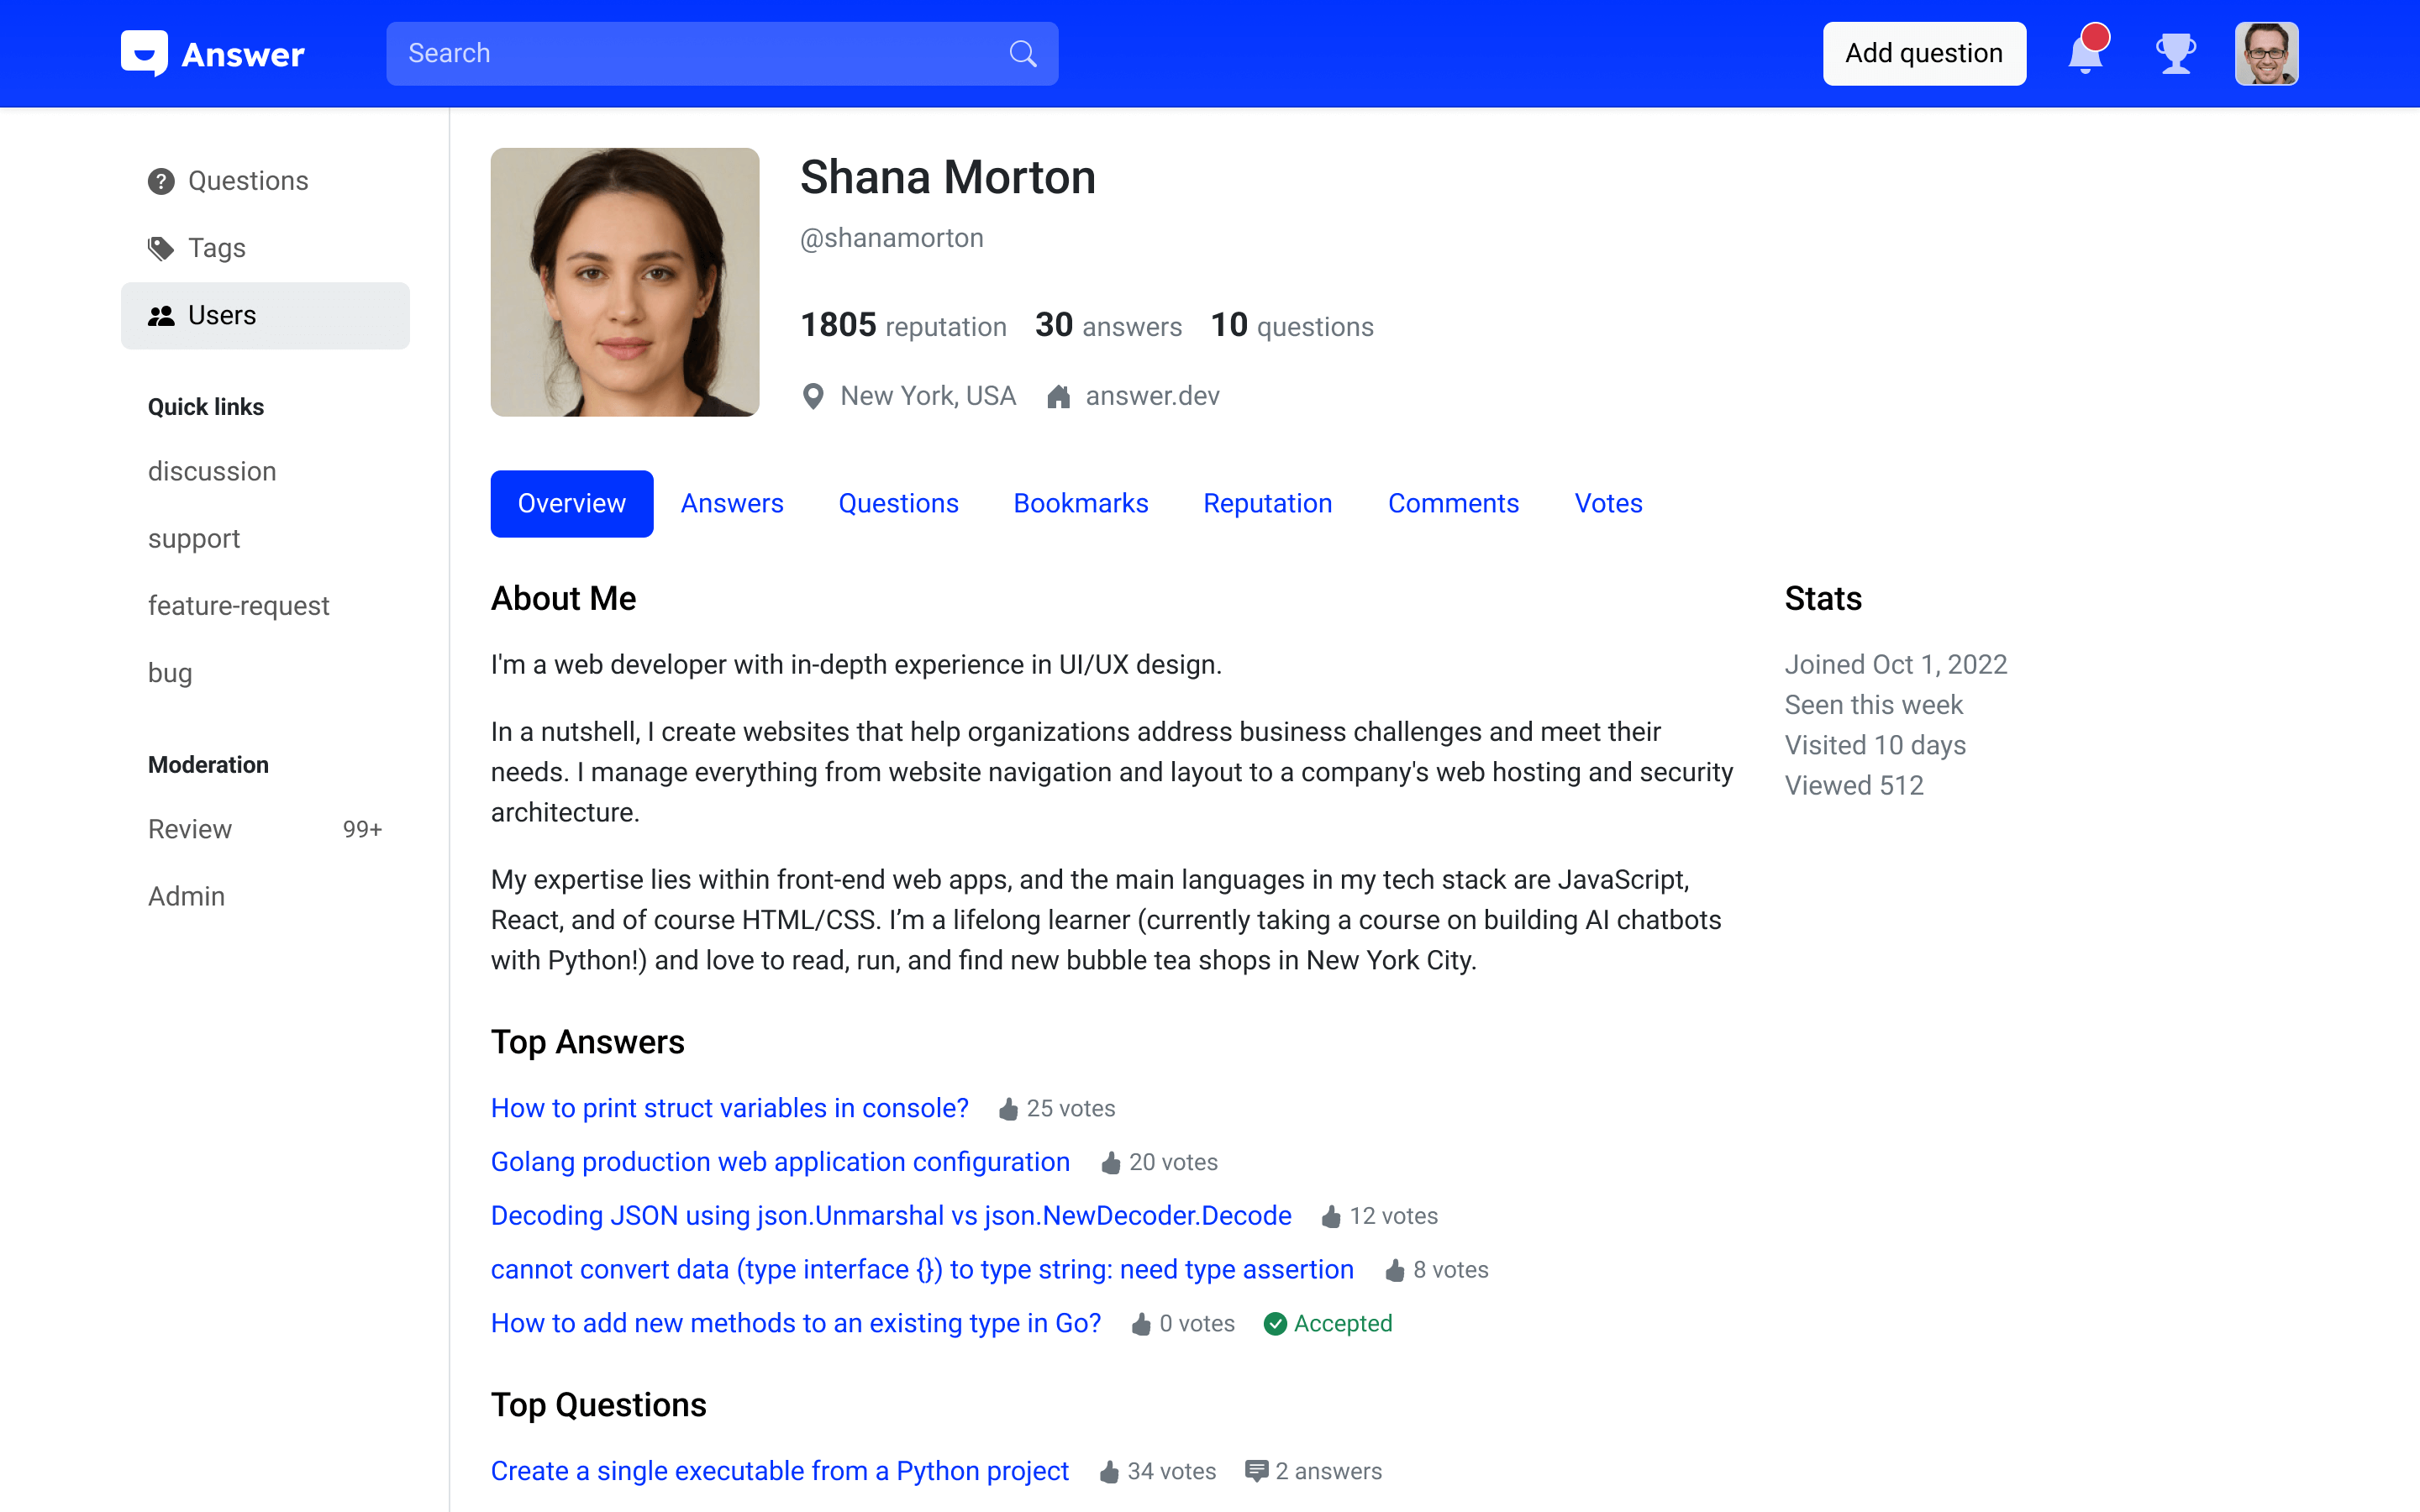 Answer
Search
Add question
Questions
Tags
Users
Quick links
discussion
support
feature-request
bug
Moderation
Review 99+
Admin
Shana Morton
@shanamorton
1805 reputation 30 answers 10 questions
New York, USA answer.dev
Overview Answers Questions Bookmarks Reputation Comments Votes
About Me
I'm a web developer with in-depth experience in UI/UX design.
In a nutshell, I create websites that help organizations address business challenges and meet their
needs. I manage everything from website navigation and layout to a company's web hosting and security
architecture.
My expertise lies within front-end web apps, and the main languages in my tech stack are JavaScript,
React, and of course HTML/CSS. I’m a lifelong learner (currently taking a course on building AI chatbots
with Python!) and love to read, run, and find new bubble tea shops in New York City.
Top Answers
How to print struct variables in console? 25 votes
Golang production web application configuration 20 votes
Decoding JSON using json.Unmarshal vs json.NewDecoder.Decode 12 votes
cannot convert data (type interface {}) to type string: need type assertion 8 votes
How to add new methods to an existing type in Go? 0 votes Accepted
Top Questions
Create a single executable from a Python project 34 votes 2 answers
Stats
Joined Oct 1, 2022
Seen this week
Visited 10 days
Viewed 512